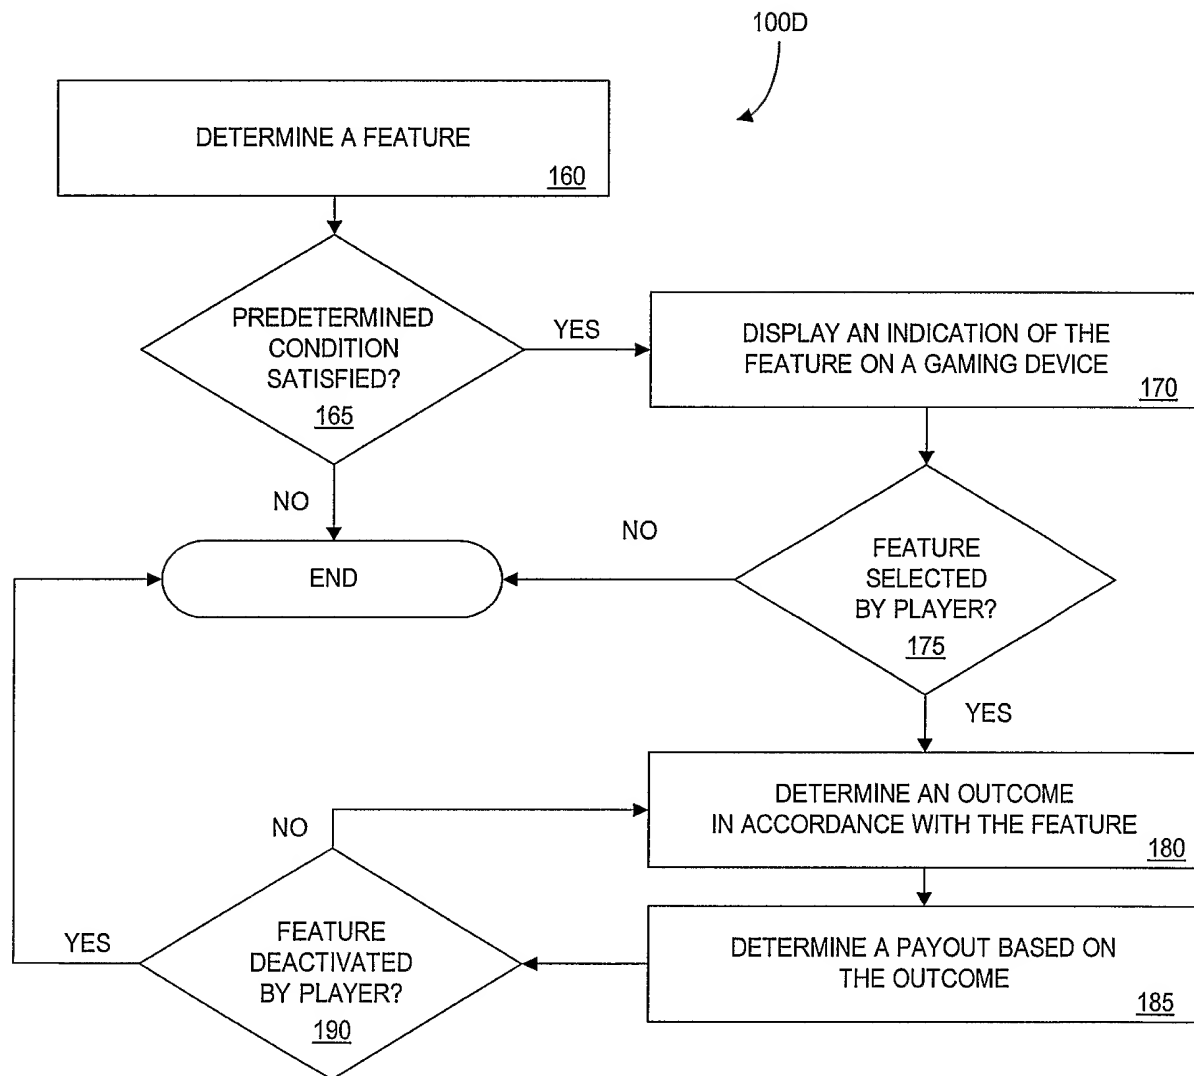 100D
DETERMINE A FEATURE
160
PREDETERMINED
CONDITION
SATISFIED?
165
YES
DISPLAY AN INDICATION OF THE
FEATURE ON A GAMING DEVICE
170
NO
END
NO
FEATURE
SELECTED
BY PLAYER?
175
YES
DETERMINE AN OUTCOME
IN ACCORDANCE WITH THE FEATURE
180
DETERMINE A PAYOUT BASED ON
THE OUTCOME
185
NO
FEATURE
DEACTIVATED
BY PLAYER?
190
YES